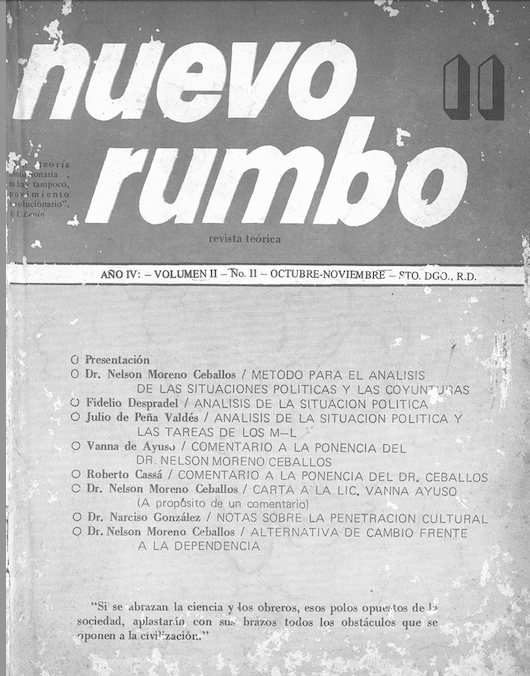 nuevo
11
rumbo
teoría
tampoco,
Lenin
revista teórica
AÑO IV: – VOLUMEN II – No. II – OCTUBRE-NOVIEMBRE – STO. DGO., R.D.
Presentación
Dr. Nelson Moreno Ceballos / METODO PARA EL ANALISIS
DE LAS SITUACIONES POLITICAS Y LAS COYUNTURAS
Fidelio Despradel / ANALISIS DE LA SITUACION POLITICA
Julio de Peña Valdés / ANALISIS DE LA SITUACION POLITICA Y
LAS TAREAS DE LOS M–L
Vanna de Ayuso / COMENTARIO A LA PONENCIA DEL
DR. NELSON MORENO CEBALLOS
Roberto Cassá / COMENTARIO A LA PONENCIA DEL DR. CEBALLOS
Dr. Nelson Moreno Ceballos / CARTA A LA LIC. VANNA AYUSO
(A propósito de un comentario)
Dr. Narciso González / NOTAS SOBRE LA PENETRACION CULTURAL
Dr. Nelson Moreno Ceballos / ALTERNATIVA DE CAMBIO FRENTE
A LA DEPENDENCIA
"Si se abrazan la ciencia y los obreros, esos polos opuestos de la
sociedad, aplastarán con sus brazos todos los obstáculos que se
oponen a la civilización."